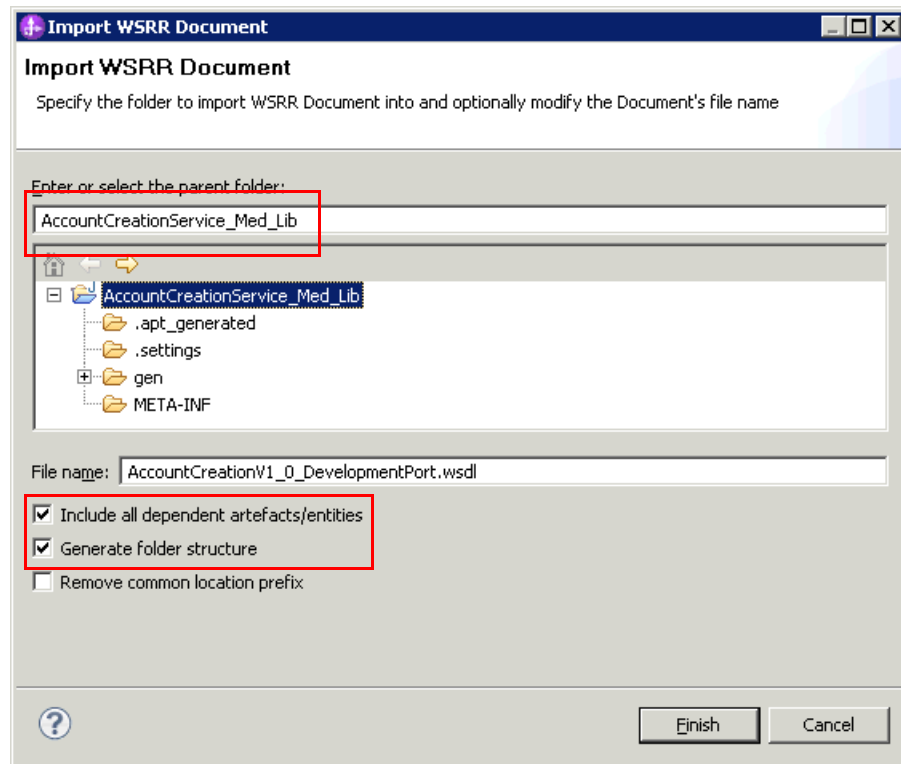 Import WSRR Document
Import WSRR Document
Specify the folder to import WSRR Document into and optionally modify the Document's file name
Enter or select the parent folder:
AccountCreationService_Med_Lib
AccountCreationService_Med_Lib
.apt_generated
.settings
gen
META-INF
File name: AccountCreationV1_0_DevelopmentPort.wsdl
Include all dependent artefacts/entities
Generate folder structure
Remove common location prefix
Finish Cancel